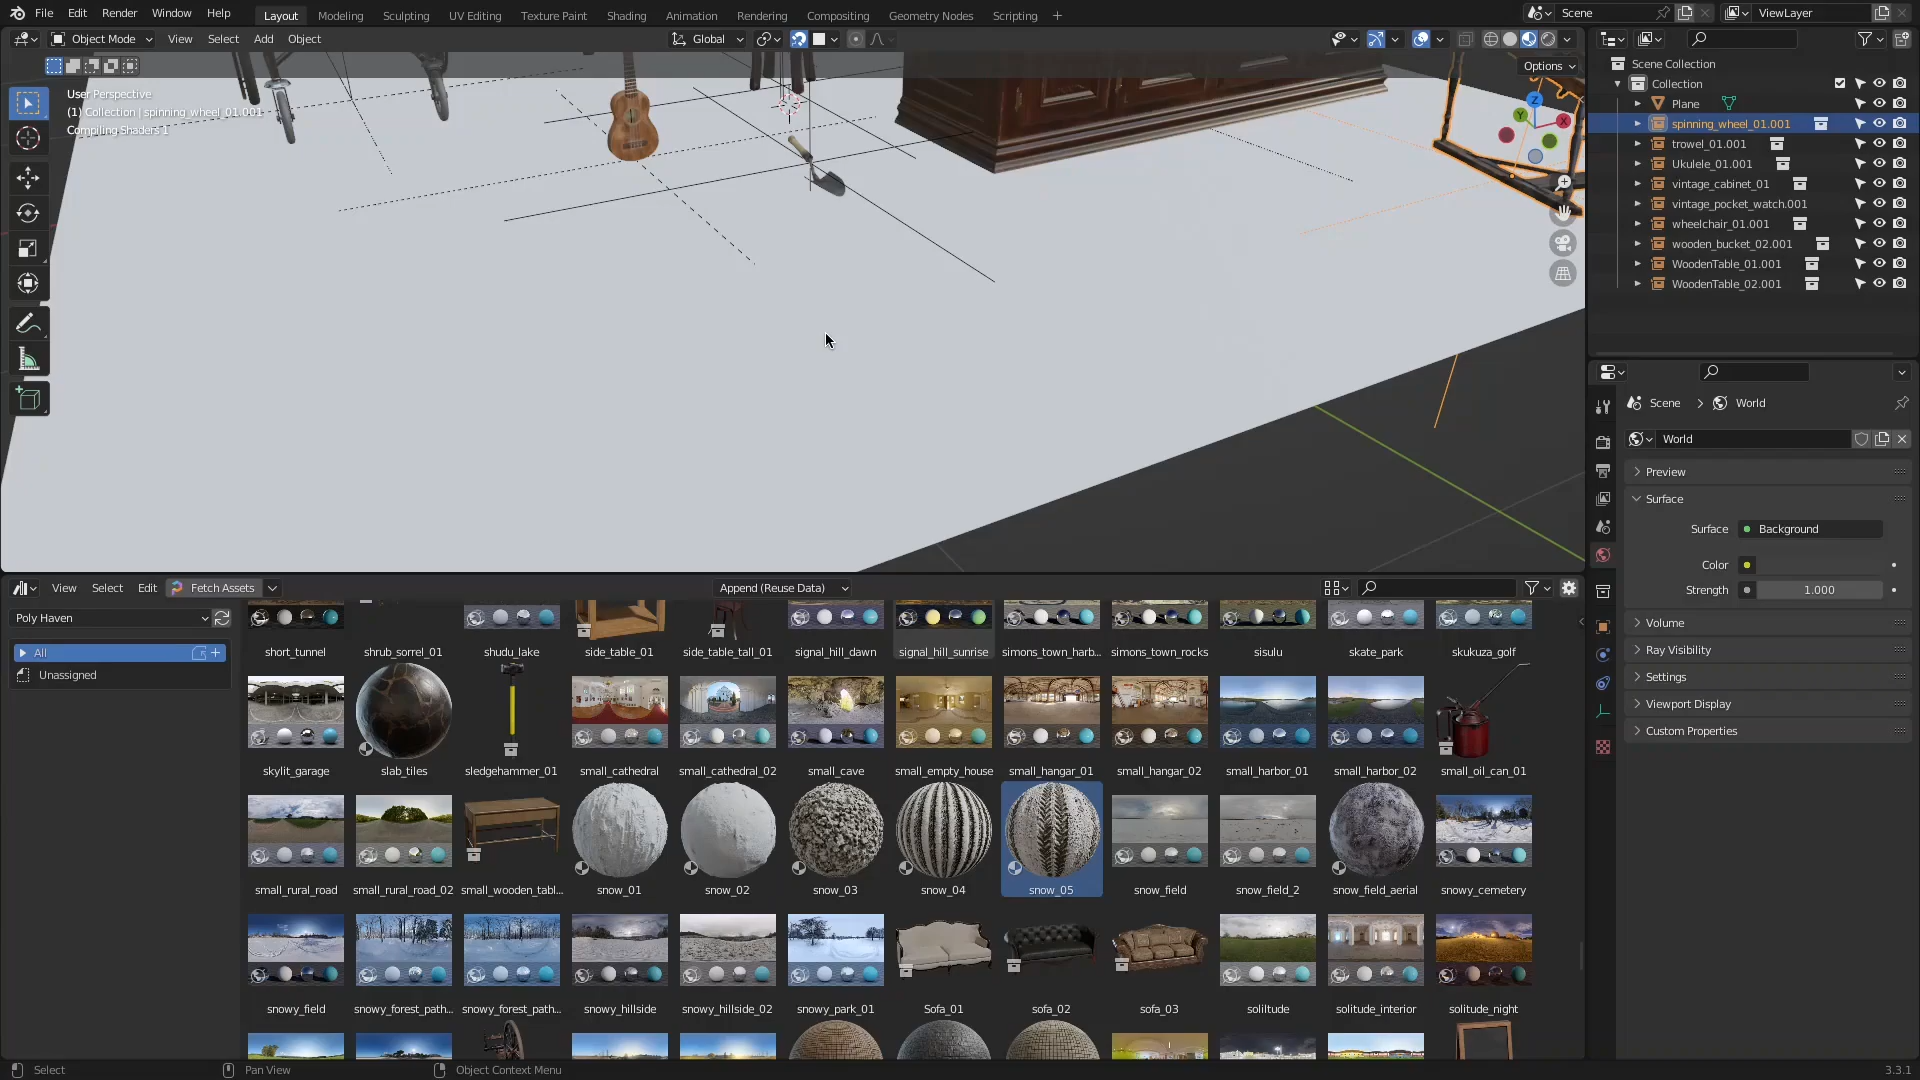 File Edit Render Window Help Layout Modeling Sculpting UV Editing Texture Paint Shading Animation Rendering Compositing Geometry Nodes Scripting + Scene ViewLayer
Object Mode View Select Add Object Global
Options
User Perspective
(1) Collection | spinning_wheel_01.001
Compiling Shaders 1
Z
Y
X
Scene Collection
Collection
Plane
spinning_wheel_01.001
trowel_01.001
Ukulele_01.001
vintage_cabinet_01
vintage_pocket_watch.001
wheelchair_01.001
wooden_bucket_02.001
WoodenTable_01.001
WoodenTable_02.001
Scene > World
World
Preview
Surface
Surface Background
Color
Strength 1.000
Volume
Ray Visibility
Settings
Viewport Display
Custom Properties
View Select Edit Fetch Assets Append (Reuse Data)
Poly Haven
All
Unassigned
short_tunnel shrub_sorrel_01 shudu_lake side_table_01 side_table_tall_01 signal_hill_dawn signal_hill_sunrise simons_town_harb... simons_town_rocks sisulu skate_park skukuza_golf
skylit_garage slab_tiles sledgehammer_01 small_cathedral small_cathedral_02 small_cave small_empty_house small_hangar_01 small_hangar_02 small_harbor_01 small_harbor_02 small_oil_can_01
small_rural_road small_rural_road_02 small_wooden_tabl... snow_01 snow_02 snow_03 snow_04 snow_05 snow_field snow_field_2 snow_field_aerial snowy_cemetery
snowy_field snowy_forest_path... snowy_forest_path... snowy_hillside snowy_hillside_02 snowy_park_01 Sofa_01 sofa_02 sofa_03 soliltude solitude_interior solitude_night
Select Pan View Object Context Menu 3.3.1